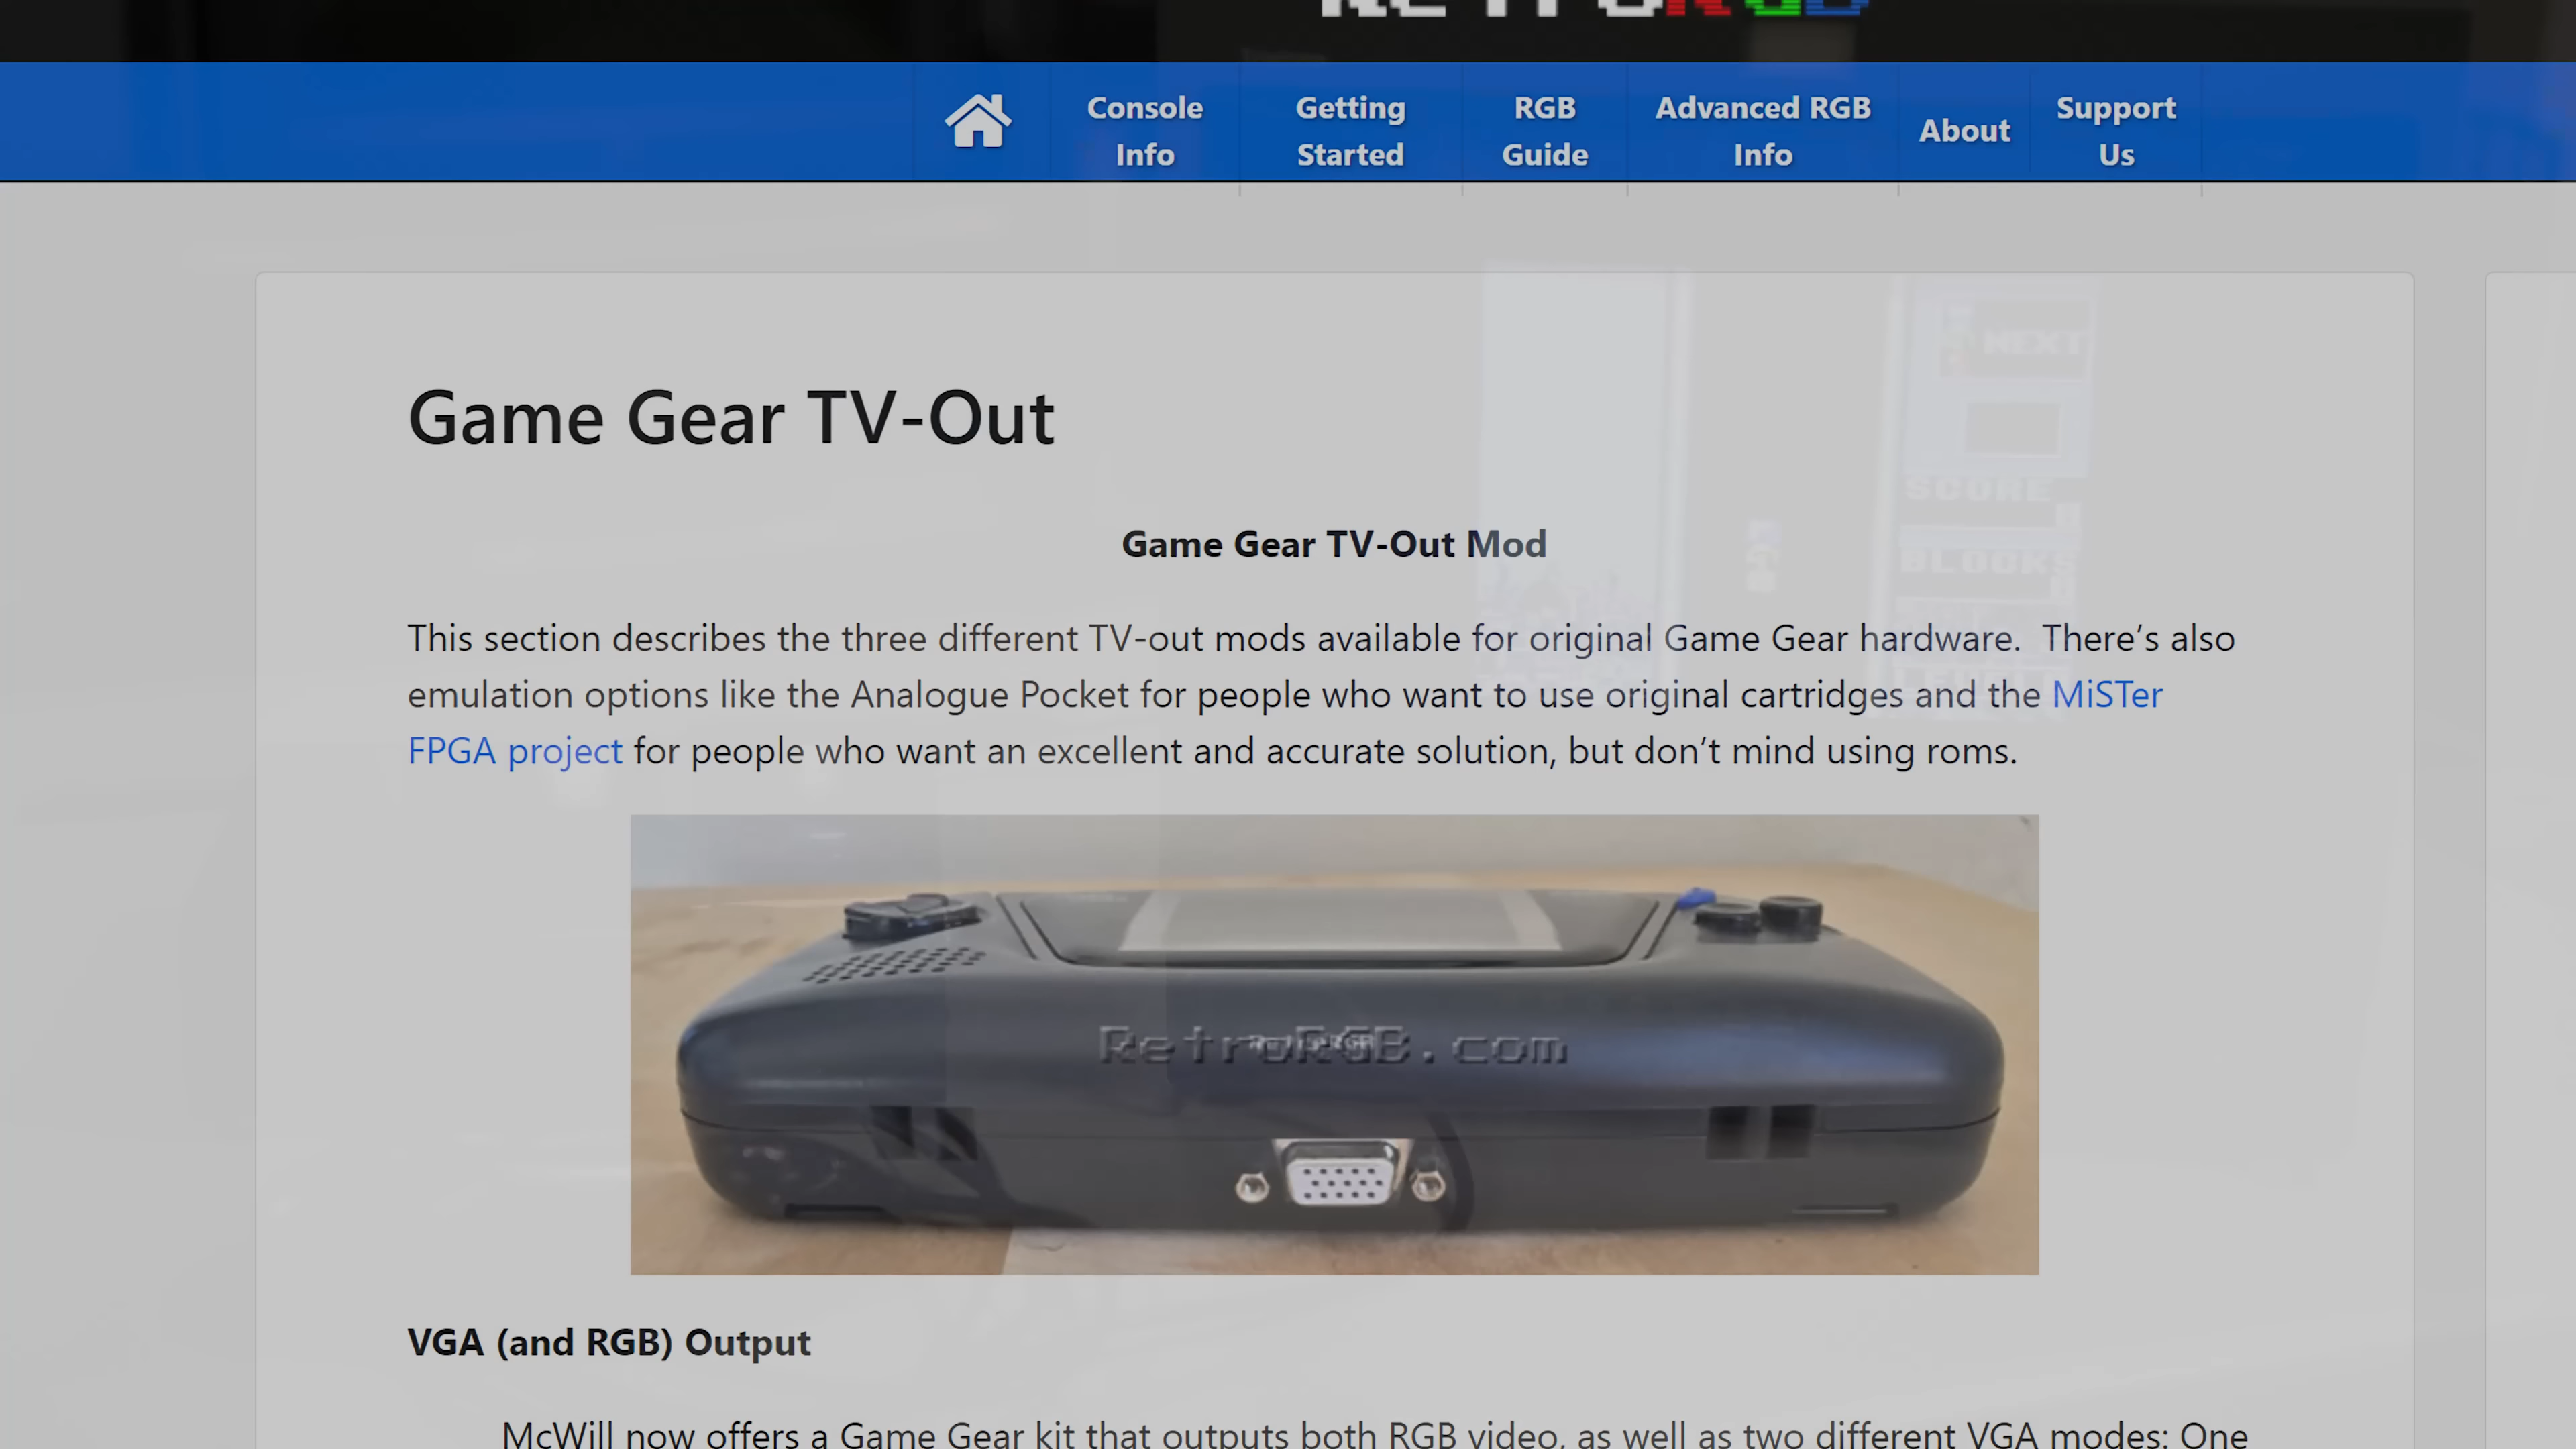 RETRORGB
Console Info
Getting Started
RGB Guide
Advanced RGB Info
About
Support Us
NEXT
Game Gear TV-Out
SCORE
Game Gear TV-Out Mod
BLOCKS
This section describes the three different TV-out mods available for original Game Gear hardware.  There’s also
emulation options like the Analogue Pocket for people who want to use original cartridges and the MiSTer
FPGA project for people who want an excellent and accurate solution, but don’t mind using roms.
RetroRGB.com
VGA (and RGB) Output
McWill now offers a Game Gear kit that outputs both RGB video, as well as two different VGA modes: One